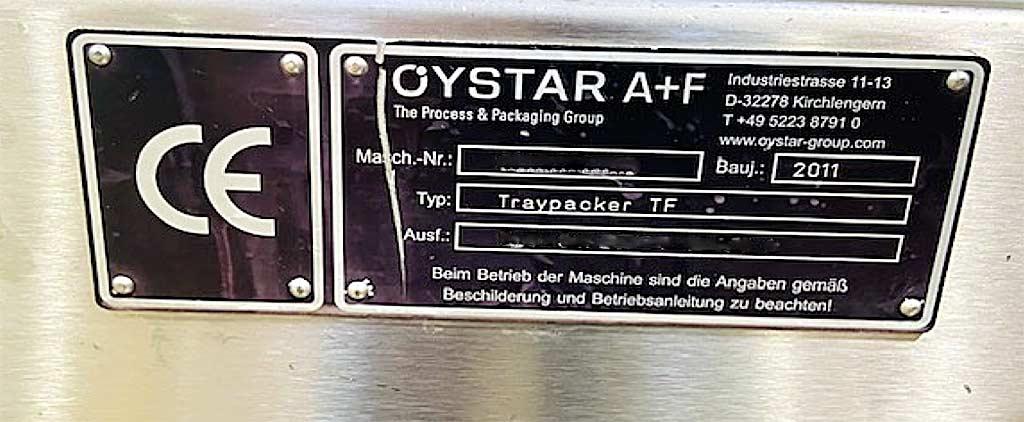 CE
OYSTAR A+F
The Process & Packaging Group
Industriestrasse 11-13
D-32278 Kirchlengern
T +49 5223 8791 0
www.oystar-group.com
Masch.-Nr.:
Bauj.: 2011
Typ: Traypacker TF
Ausf.:
Beim Betrieb der Maschine sind die Angaben gemäß
Beschilderung und Betriebsanleitung zu beachten!